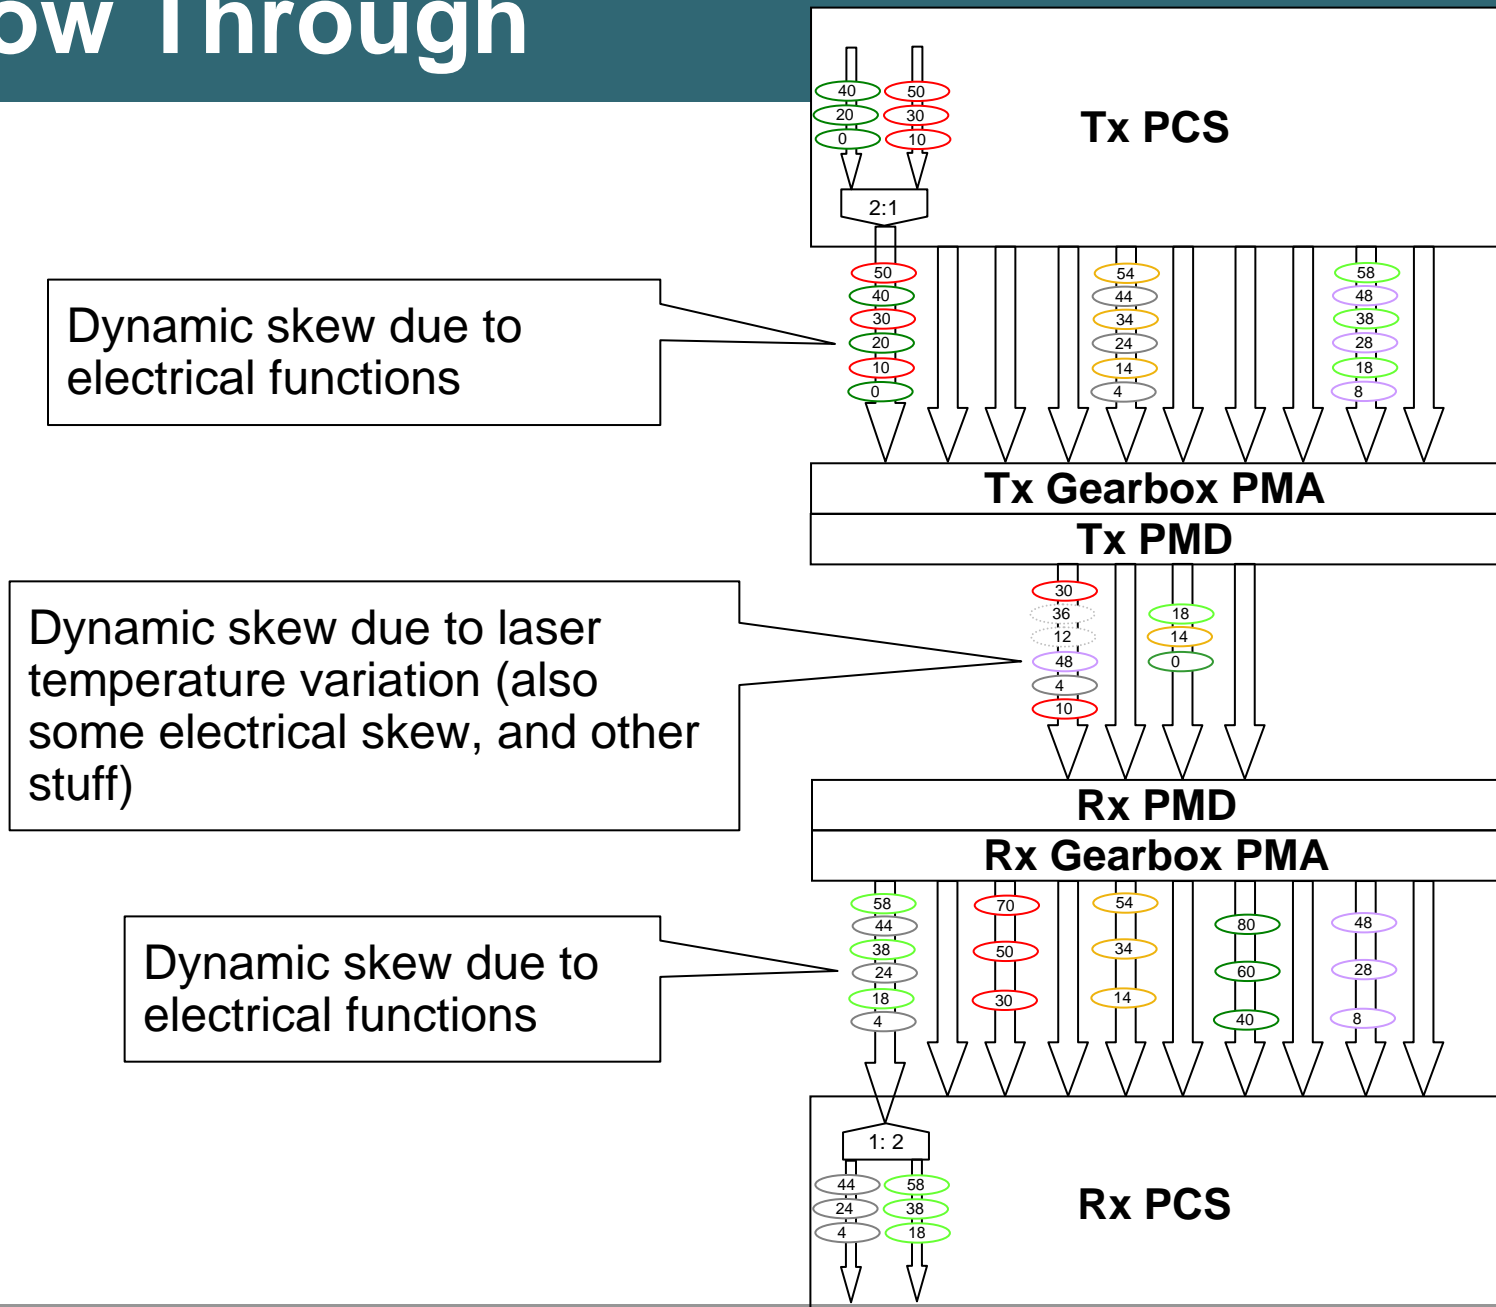 ow Through
40 50
20 30
0 10
Tx PCS
2:1
50 54 58
40 44 48
30 34 38
20 24 28
10 14 18
0 4 8
Dynamic skew due to
electrical functions
Tx Gearbox PMA
Tx PMD
30
36 18
12 14
48 0
4
10
Dynamic skew due to laser
temperature variation (also
some electrical skew, and other
stuff)
Rx PMD
Rx Gearbox PMA
58 70 54
44 80 48
38 50 34
24 60 28
18 30 14
4 40 8
Dynamic skew due to
electrical functions
1: 2
44 58
24 38
4 18
Rx PCS